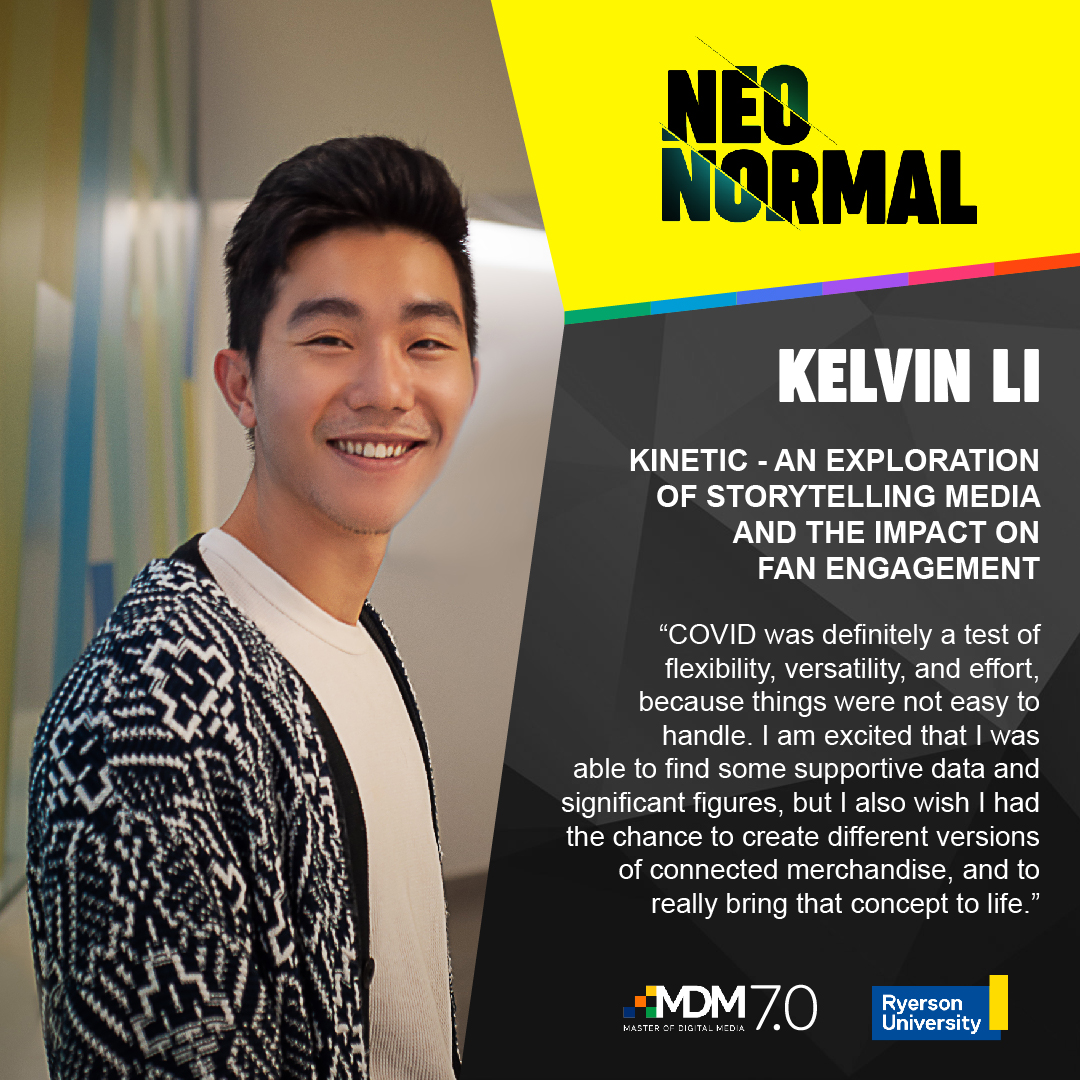 NEO
NORMAL
KELVIN LI
KINETIC - AN EXPLORATION
OF STORYTELLING MEDIA
AND THE IMPACT ON
FAN ENGAGEMENT
“COVID was definitely a test of
flexibility, versatility, and effort,
because things were not easy to
handle. I am excited that I was
able to find some supportive data and
significant figures, but I also wish I had
the chance to create different versions
of connected merchandise, and to
really bring that concept to life.”
MDM 7.0
MASTER OF DIGITAL MEDIA
Ryerson
University